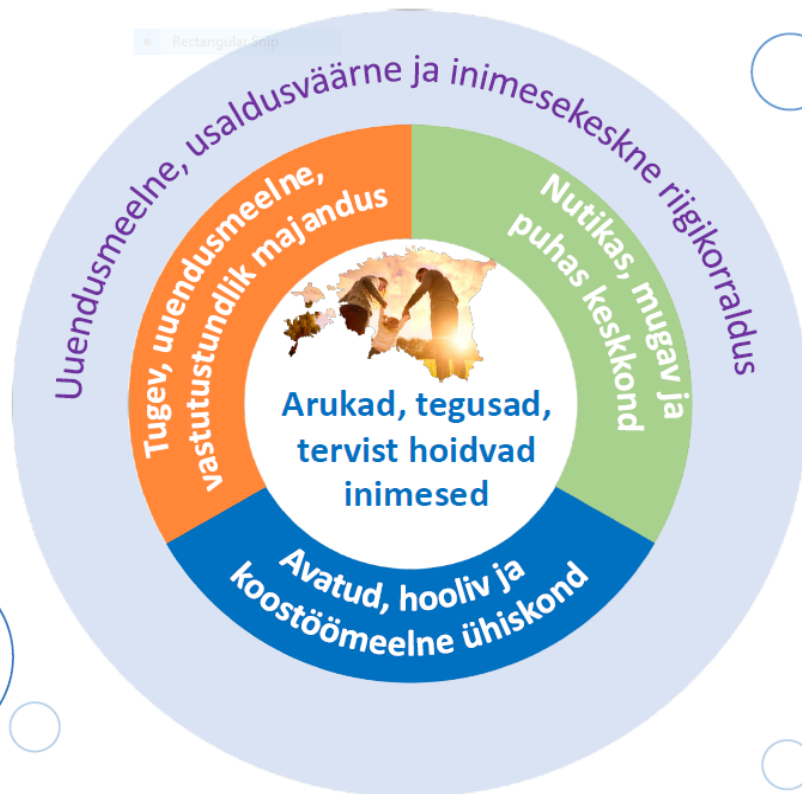 Rectangular Snip
Uuendusmeelne, usaldusväärne ja inimesekeskne riigikorraldus
Tugev, uuendusmeelne,
vastutustundlik majandus
Nutikas, mugav ja
puhas keskkond
Arukad, tegusad,
tervist hoidvad
inimesed
Avatud, hooliv ja
koostöömeelne ühiskond